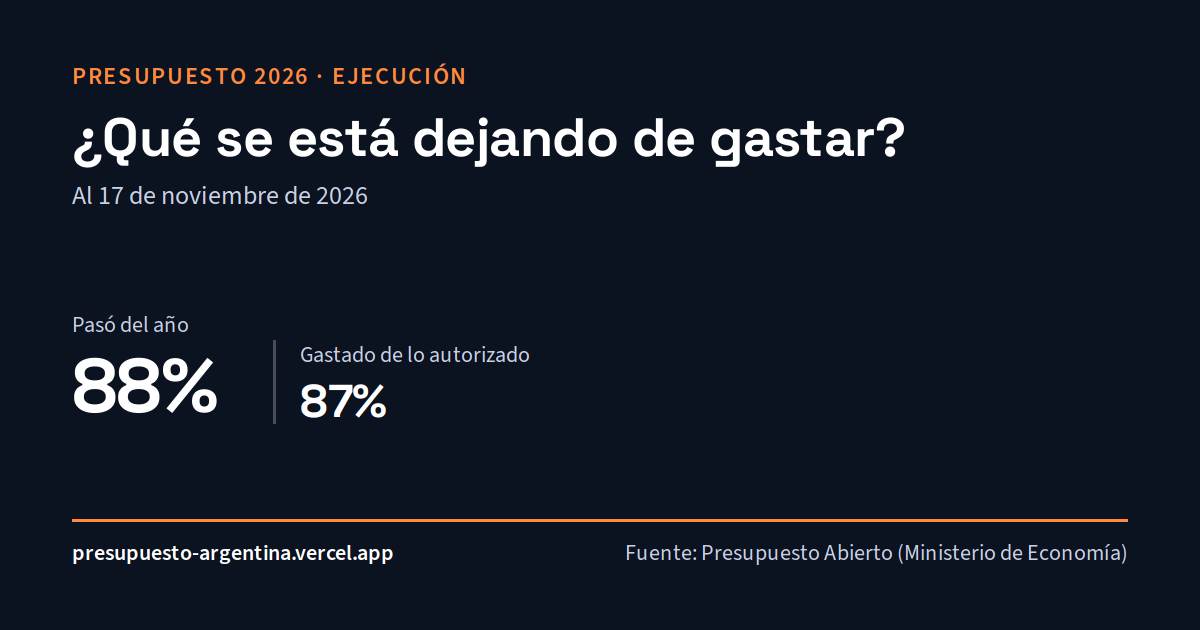 PRESUPUESTO 2026 · EJECUCIÓN
¿Qué se está dejando de gastar?
Al 17 de noviembre de 2026
Pasó del año
88%
Gastado de lo autorizado
87%
presupuesto-argentina.vercel.app
Fuente: Presupuesto Abierto (Ministerio de Economía)